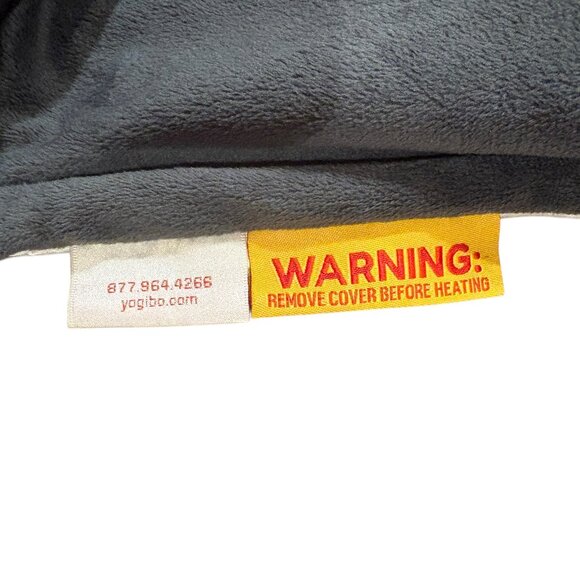 877.964.4266
yogibo.com
WARNING:
REMOVE COVER BEFORE HEATING